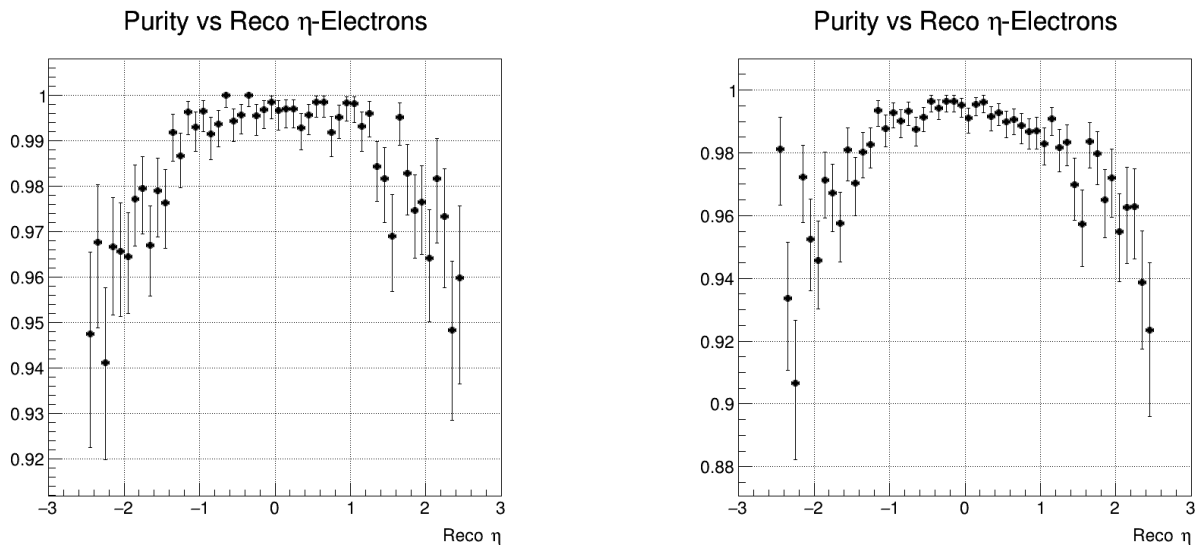 Purity vs Reco η-Electrons
1
0.99
0.98
0.97
0.96
0.95
0.94
0.93
0.92
−3 −2 −1 0 1 2 3
Reco η
Purity vs Reco η-Electrons
1
0.98
0.96
0.94
0.92
0.9
0.88
−3 −2 −1 0 1 2 3
Reco η